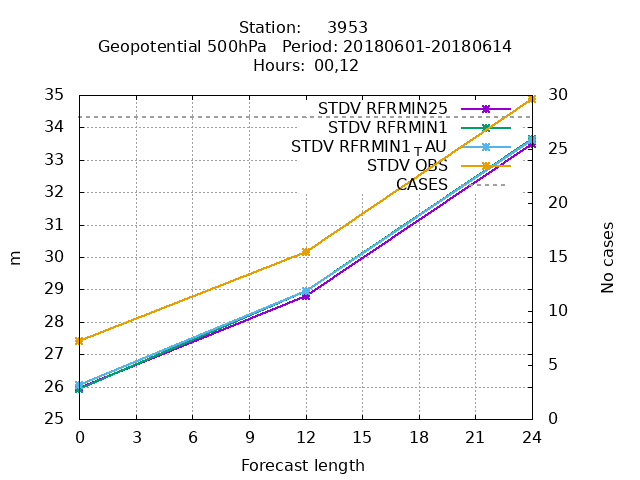 Station: 3953
Geopotential 500hPa Period: 20180601-20180614
Hours: 00,12
STDV RFRMIN25
STDV RFRMIN1
STDV RFRMIN1TAU
STDV OBS
CASES
35
34
33
32
31
30
29
28
27
26
25
m
30
25
20
15
10
5
0
No cases
0 3 6 9 12 15 18 21 24
Forecast length